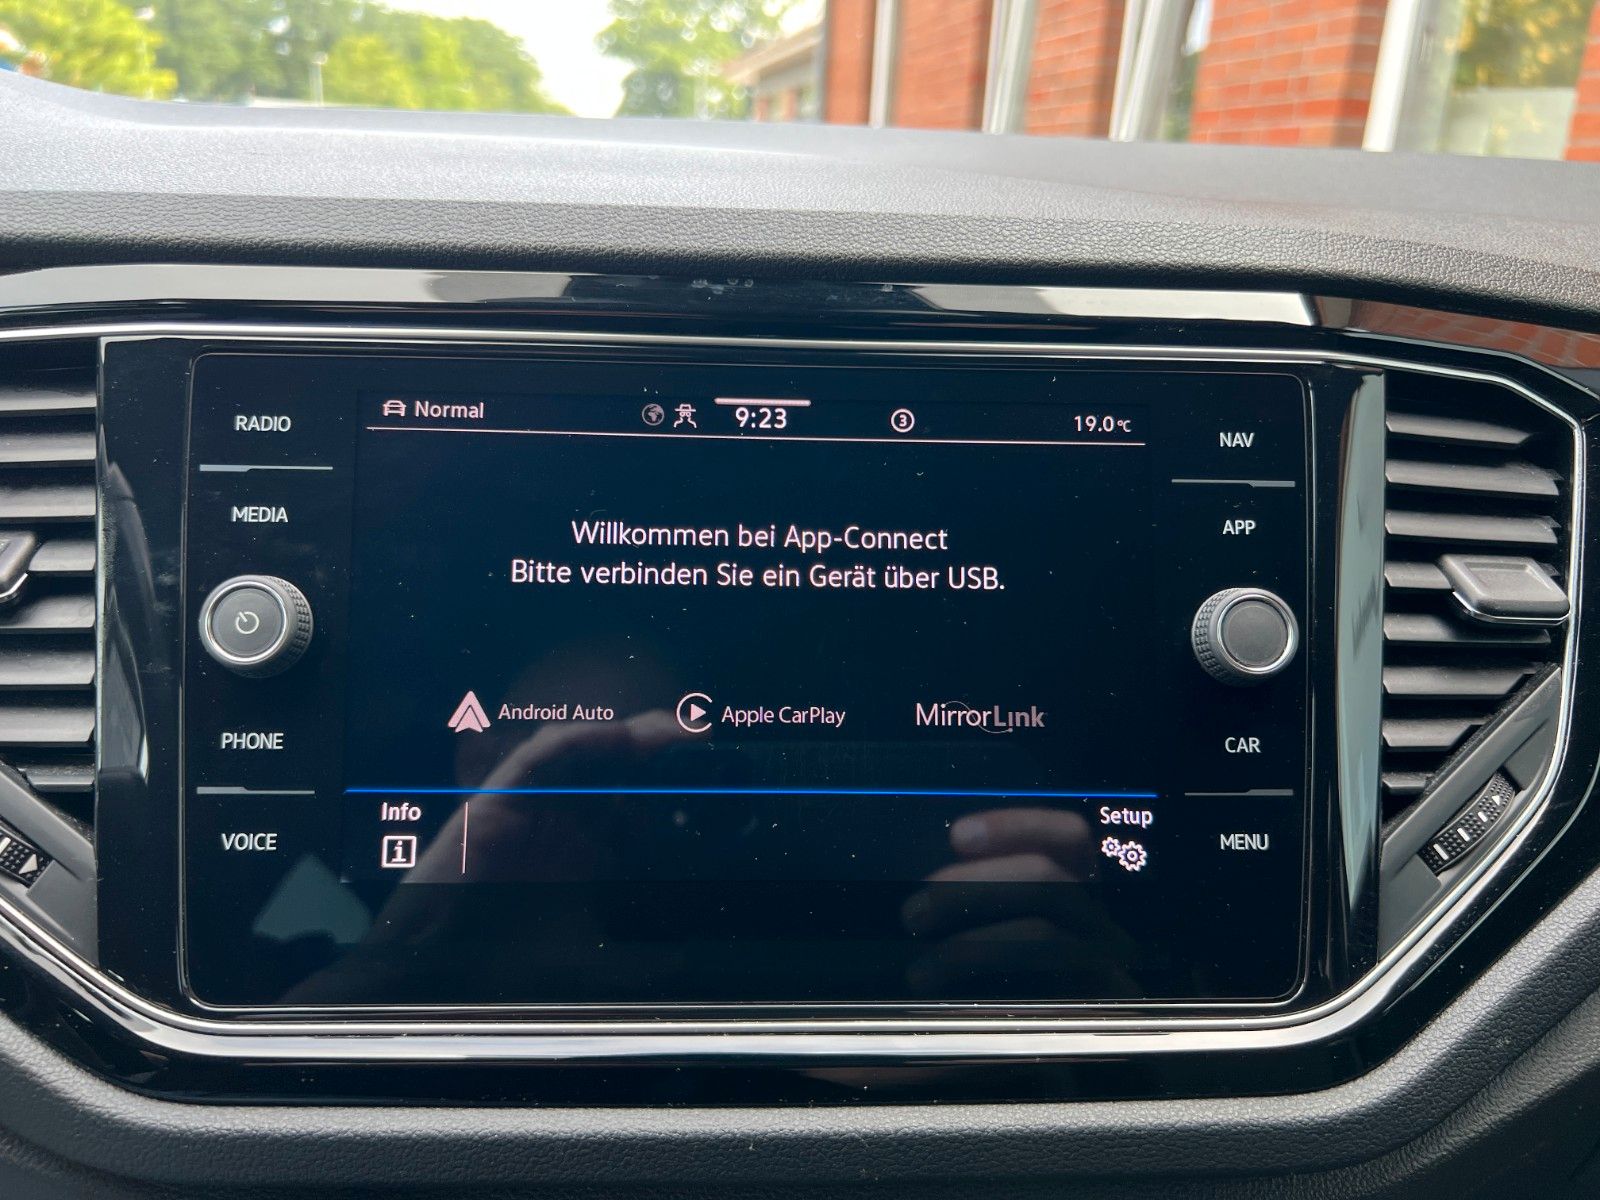 RADIO
MEDIA
PHONE
VOICE
Normal
9:23
3
19.0°C
Willkommen bei App-Connect
Bitte verbinden Sie ein Gerät über USB.
Android Auto
Apple CarPlay
MirrorLink
Info
i
Setup
NAV
APP
CAR
MENU